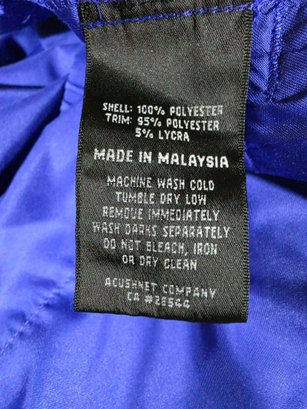 SHELL: 100% POLYESTER
TRIM: 95% POLYESTER
5% LYCRA
MADE IN MALAYSIA
MACHINE WASH COLD
TUMBLE DRY LOW
REMOVE IMMEDIATELY
WASH DARKS SEPARATELY
DO NOT BLEACH, IRON
OR DRY CLEAN
ACUSHNET COMPANY
CA #28544